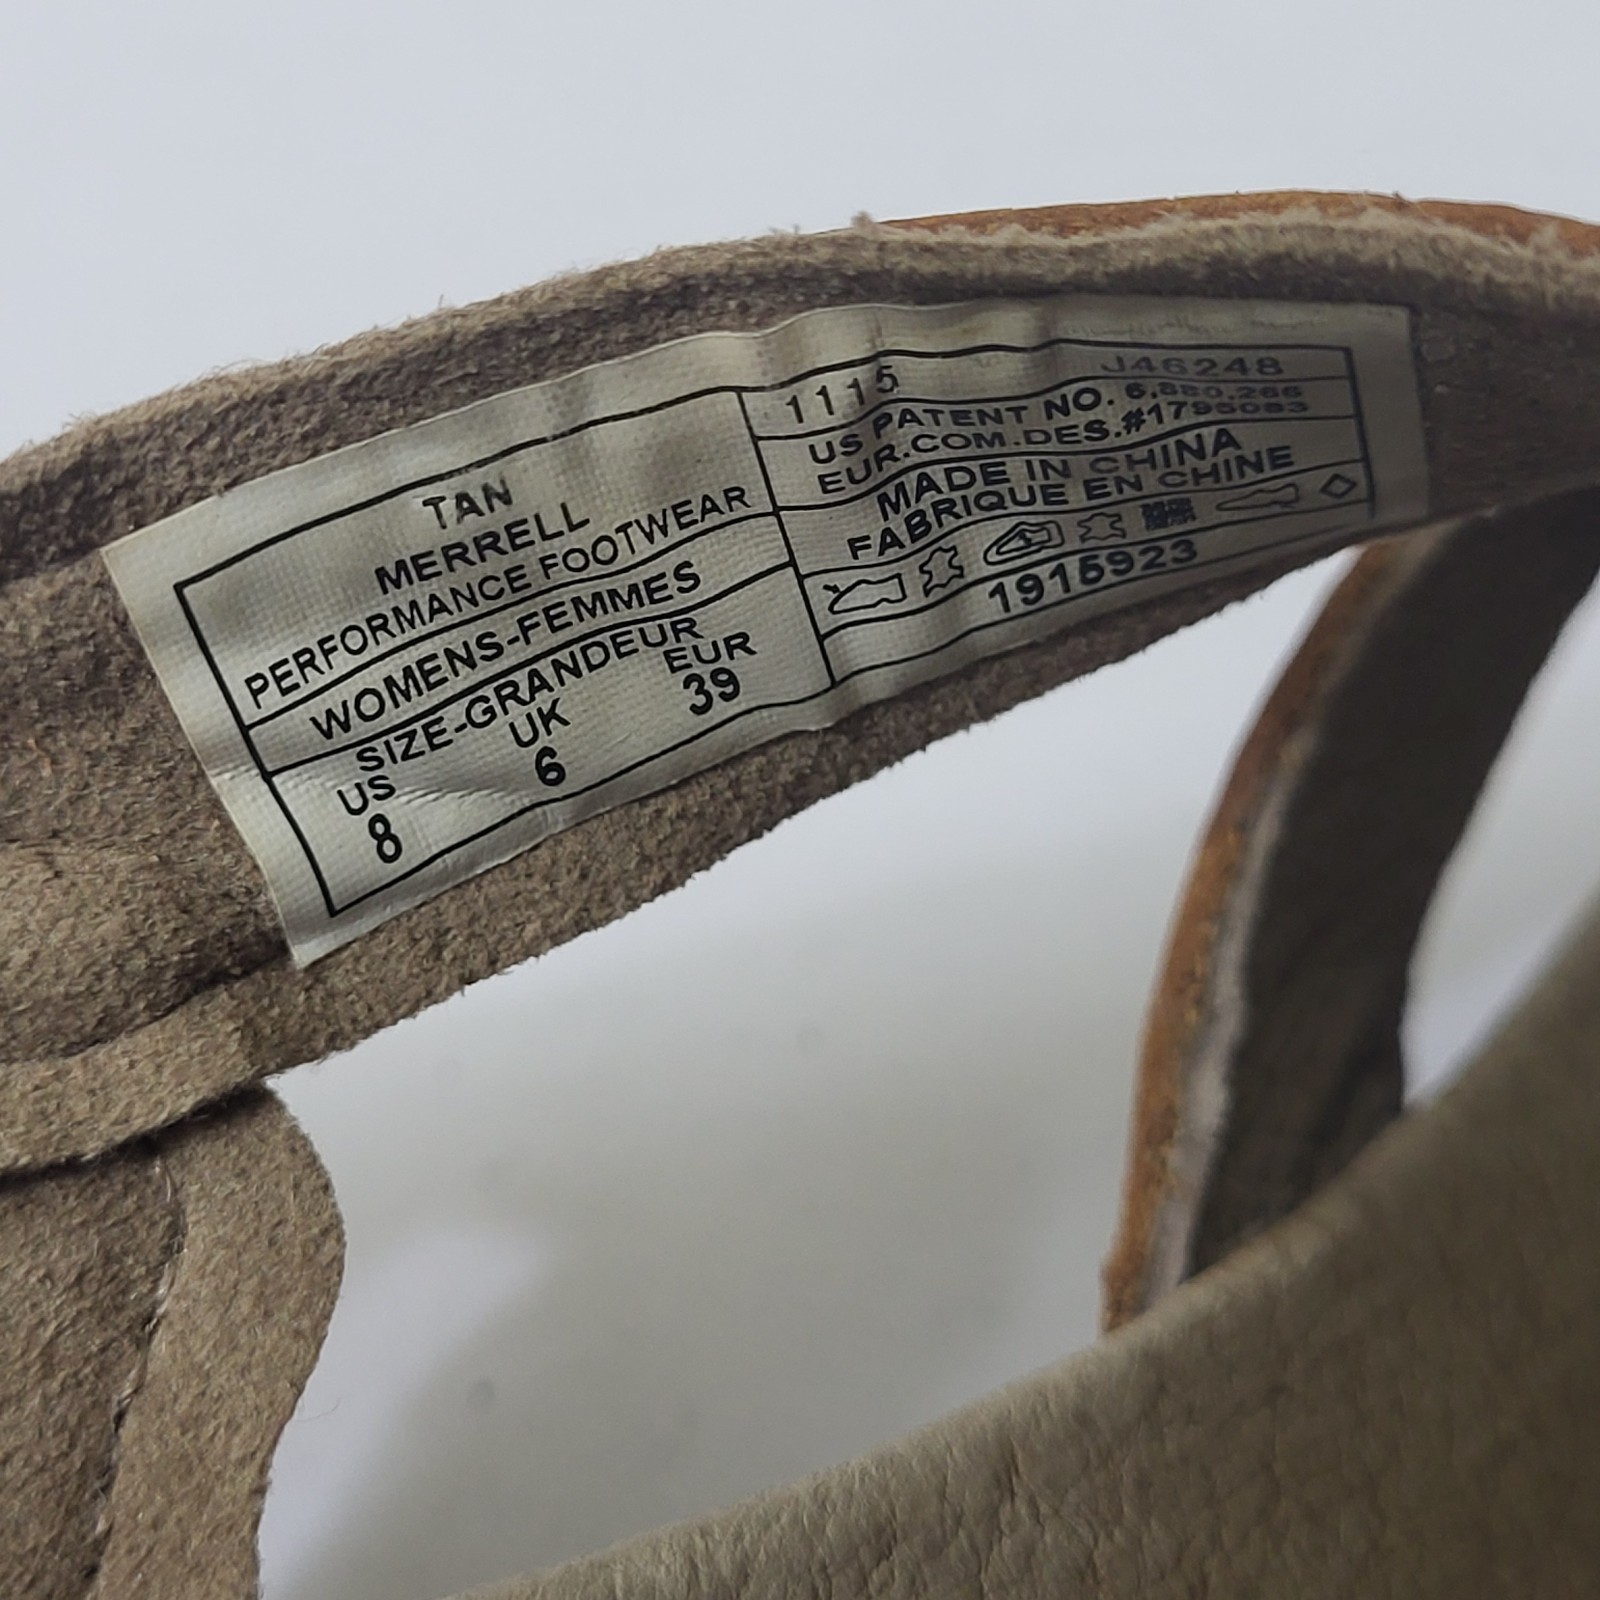 TAN
MERRELL
PERFORMANCE FOOTWEAR
WOMENS-FEMMES
SIZE-GRANDEUR
US UK EUR
8 6 39
1115 J46248
US PATENT NO. 6,880,266
EUR.COM.DES.#1795083
MADE IN CHINA
FABRIQUE EN CHINE
1915923